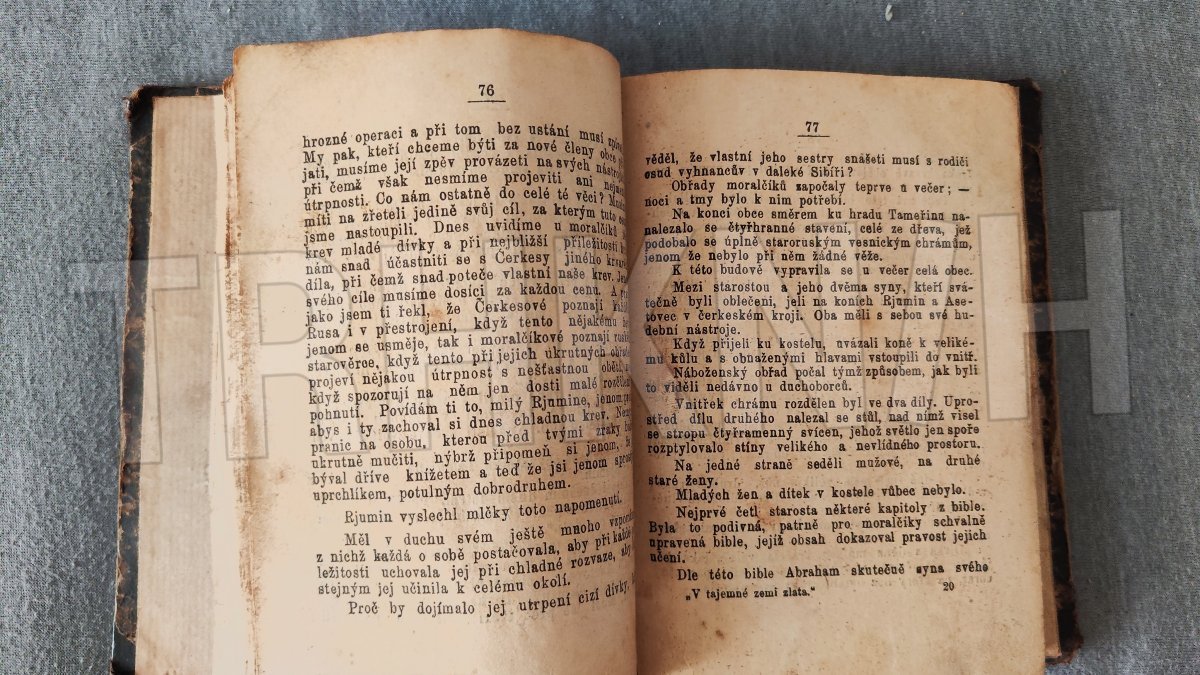 76
hrozné operaci a při tom bez ustání musí
My pak, kteří chceme býti za nové členy obce
jati, musíme její zpěv provázeti na svých
při čemž však nesmíme projeviti ani
útrpnosti. Co nám ostatně do celé té věci?
míti na zřeteli jedině svůj cíl, za kterým tuto
jsme nastoupili. Dnes uvidíme u moralčíků
krev mladé dívky a při nejbližší příležitosti
nám snad účastniti se s Čerkesy jiného
díla, při čemž snad poteče vlastní naše krev.
svého cíle musíme dosíci za každou cenu. A
jako jsem ti řekl, že Čerkesové poznají
Rusa i v přestrojení, když tento nějakému
jenom se usměje, tak i moralčíkové poznají
starověrce, když tento při jejich ukrutných
projeví nějakou útrpnost s nešťastnou
když spozorují na něm jen dosti malé
pohnutí. Povídám ti to, milý Rjumine, jenom
abys i ty zachoval si dnes chladnou krev.
pranic na osobu, kterou před tvými zraky
ukrutně mučiti, nýbrž připomeň si jenom,
býval dříve knížetem a teď že jsi jenom
uprchlíkem, potulným dobrodruhem.
Rjumin vyslechl mlčky toto napomenutí.
Měl v duchu svém ještě mnoho
z nichž každá o sobě postačovala, aby při
ležitosti uchovala jej při chladné rozvaze, aby
stejným jej učinila k celému okolí.
Proč by dojímalo jej utrpení cizí dívky,
77
věděl, že vlastní jeho sestry snášeti musí s rodiči
osud vyhnancův v daleké Sibíři?
Obřady moralčíků započaly teprve u večer; —
noci a tmy bylo k nim potřebí.
Na konci obce směrem ku hradu Tameřinu na-
nalezalo se čtyřhranné stavení, celé ze dřeva, jež
podobalo se úplně staroruským vesnickým chrámům,
jenom že nebylo při něm žádné věže.
K této budově vypravila se u večer celá obec.
Mezi starostou a jeho dvěma syny, kteří svá-
tečně byli oblečeni, jeli na koních Rjumin a Ase-
tovec v čerkeském kroji. Oba měli s sebou své hu-
dební nástroje.
Když přijeli ku kostelu, uvázali koně k veliké-
mu kůlu a s obnaženými hlavami vstoupili do vnitř.
Náboženský obřad počal týmž způsobem, jak byli
to viděli nedávno u duchoborců.
Vnitřek chrámu rozdělen byl ve dva díly. Upro-
střed dílu druhého nalezal se stůl, nad nímž visel
se stropu čtyřramenný svícen, jehož světlo jen spoře
rozptylovalo stíny velikého a nevlídného prostoru.
Na jedné straně seděli mužové, na druhé
staré ženy.
Mladých žen a dítek v kostele vůbec nebylo.
Nejprvé četl starosta některé kapitoly z bible.
Byla to podivná, patrně pro moralčíky schvalně
upravená bible, jejíž obsah dokazoval pravost jejich
učení.
Dle této bible Abraham skutečně syna svého
„V tajemné zemi zlata.“ 20
TRHKNIH